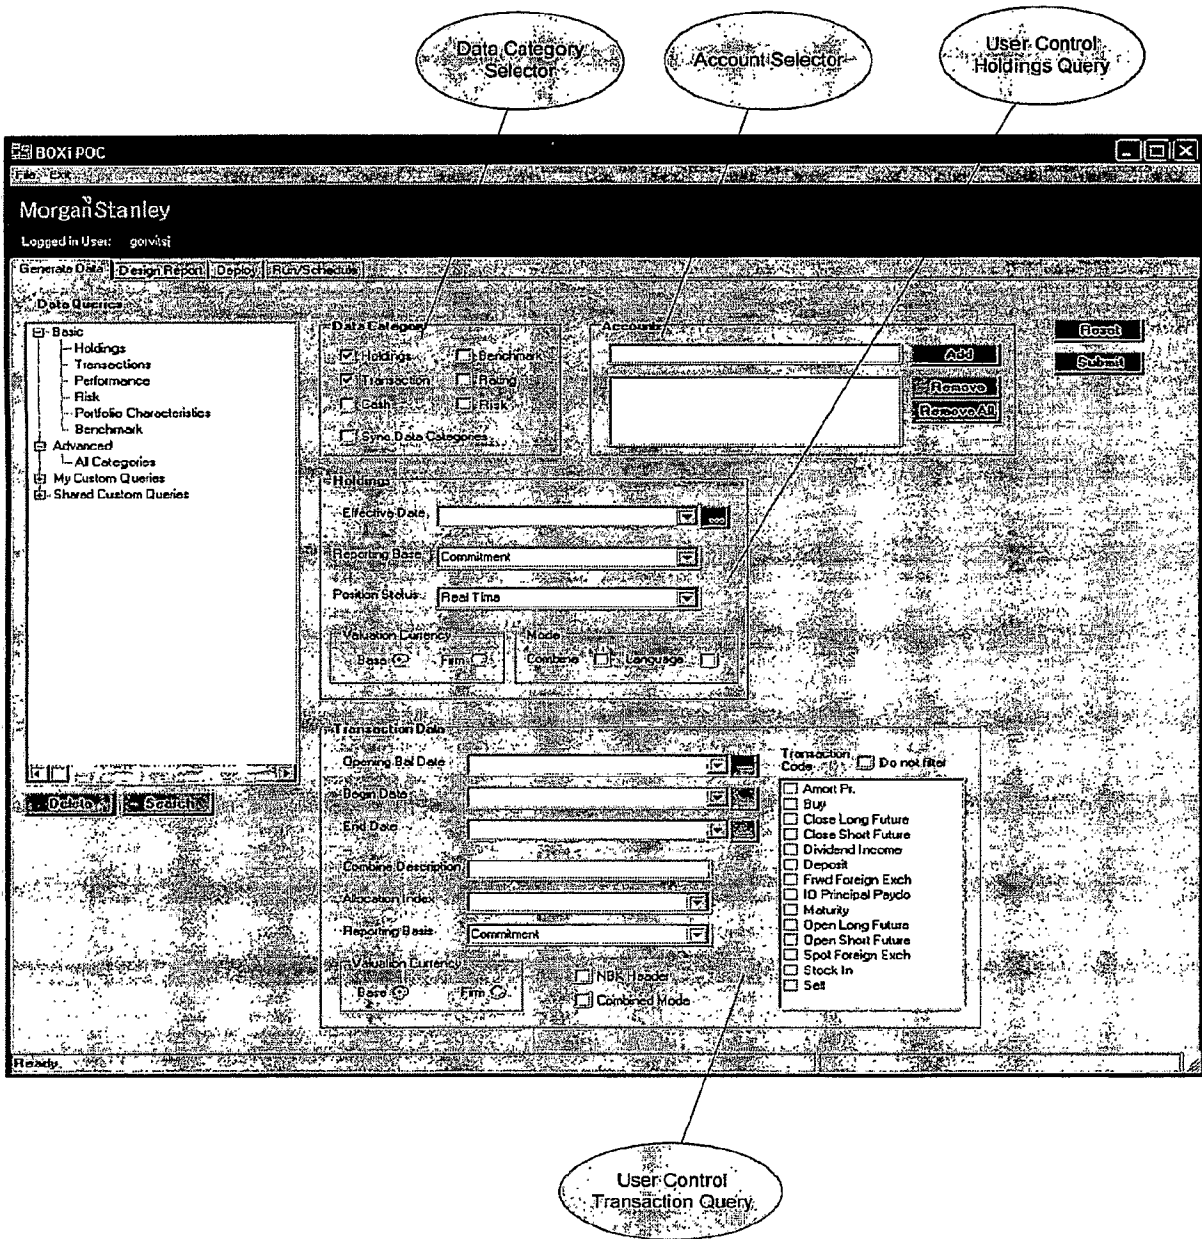 Data Category
Selector
Account Selector
User Control
Holdings Query
BOXi POC
File Exit
Morgan Stanley
Logged in User:
Generate Data Design Report Deploy Run/Schedule
Data Queries
Basic
Holdings
Transactions
Performance
Risk
Portfolio Characteristics
Benchmark
Advanced
All Categories
My Custom Queries
Shared Custom Queries
Delete Search
Data Category
Holdings Benchmark
Transaction Rating
Cash Risk
Sync Data Categories
Accounts
Add
Remove
Remove All
Reset
Submit
Holdings
Effective Date
...
Reporting Base Commitment
Position Status Real Time
Valuation Currency
Base Firm
Mode
Combine Language
Transaction Data
Opening Bal Date
Begin Date
End Date
Combine Description
Allocation Index
Reporting Basis Commitment
Valuation Currency
Base Firm
NBK Header
Combined Mode
Transaction
Code Do not filter
Amort Pr.
Buy
Close Long Future
Close Short Future
Dividend Income
Deposit
Frwd Foreign Exch
IO Principal Paydo
Maturity
Open Long Future
Open Short Future
Spot Foreign Exch
Stock In
Sell
Ready
User Control
Transaction Query